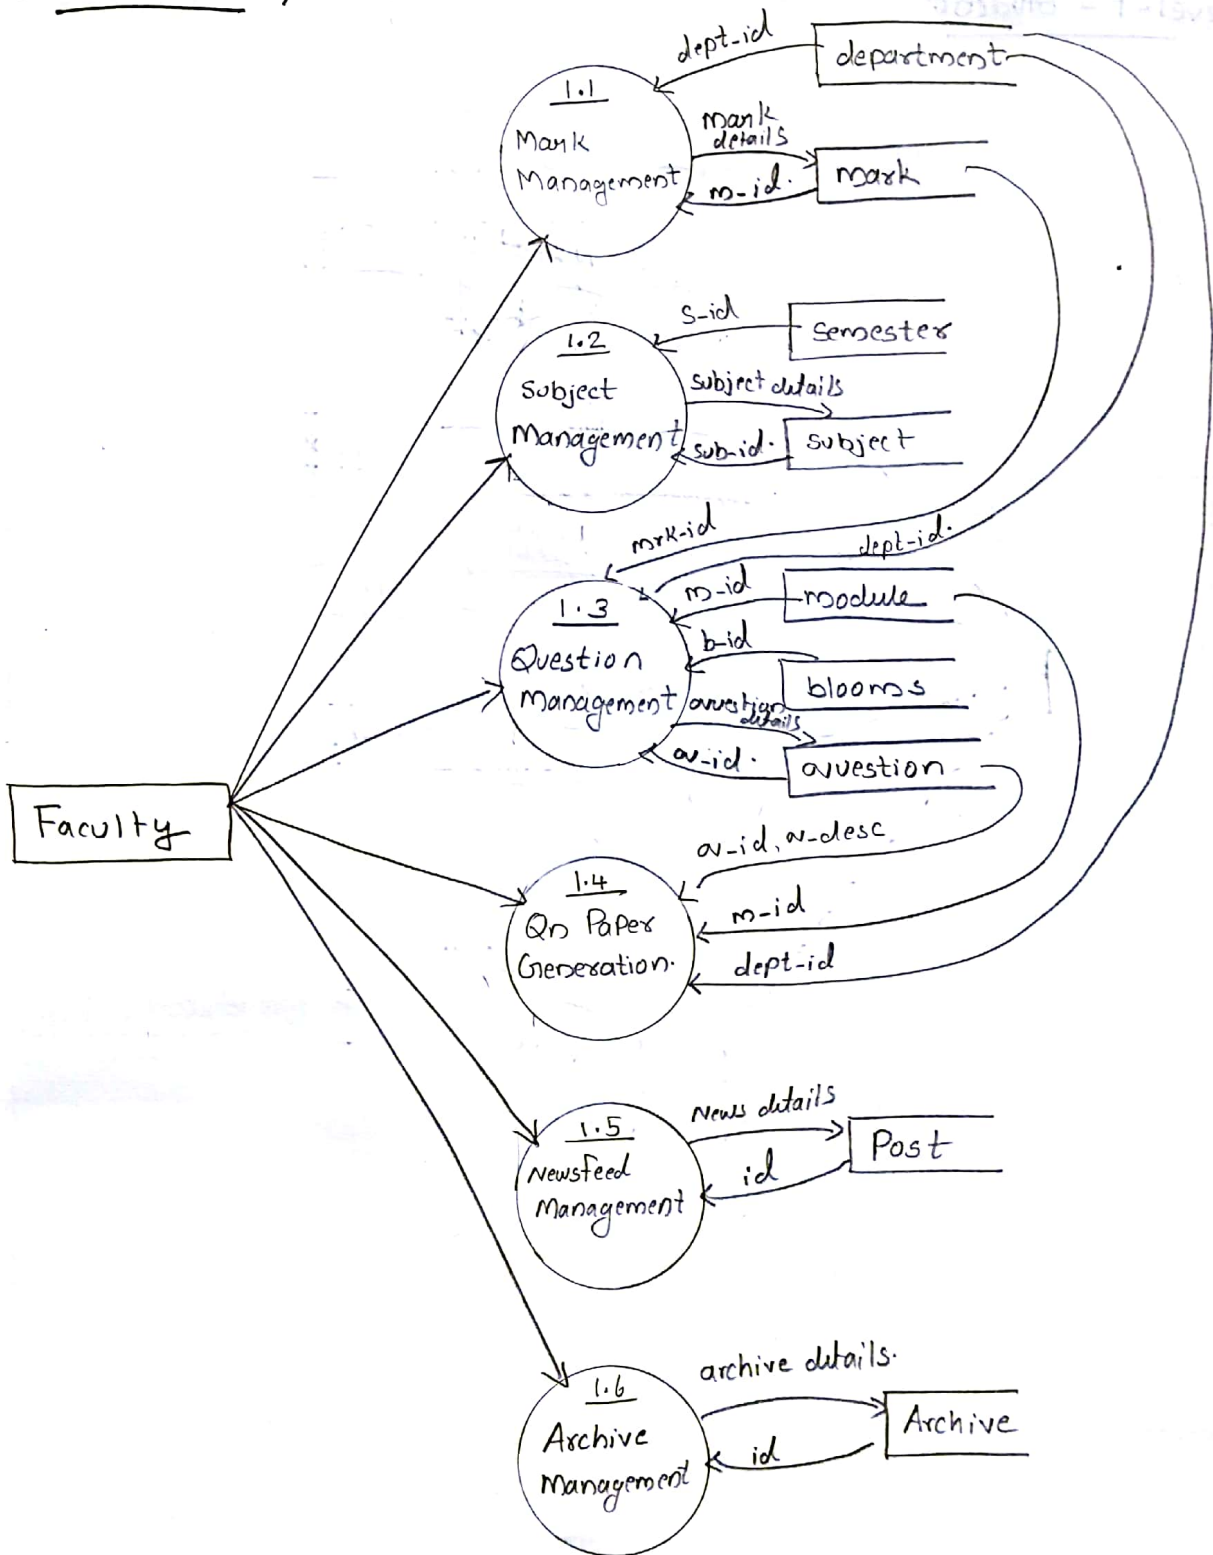 dept-id
department
1.1
Mark
Management
Mark
details
mark
m-id.
s-id
semester
1.2
Subject
Management
subject details
subject
sub-id.
mrk-id
dept-id.
m-id
module
1.3
Question
Management
b-id
blooms
question
details
question
qv-id.
Faculty
qv-id, qv-desc
1.4
Qn Paper
Generation.
m-id
dept-id
News details
Post
id
1.5
Newsfeed
Management
archive details.
Archive
id
1.6
Archive
Management